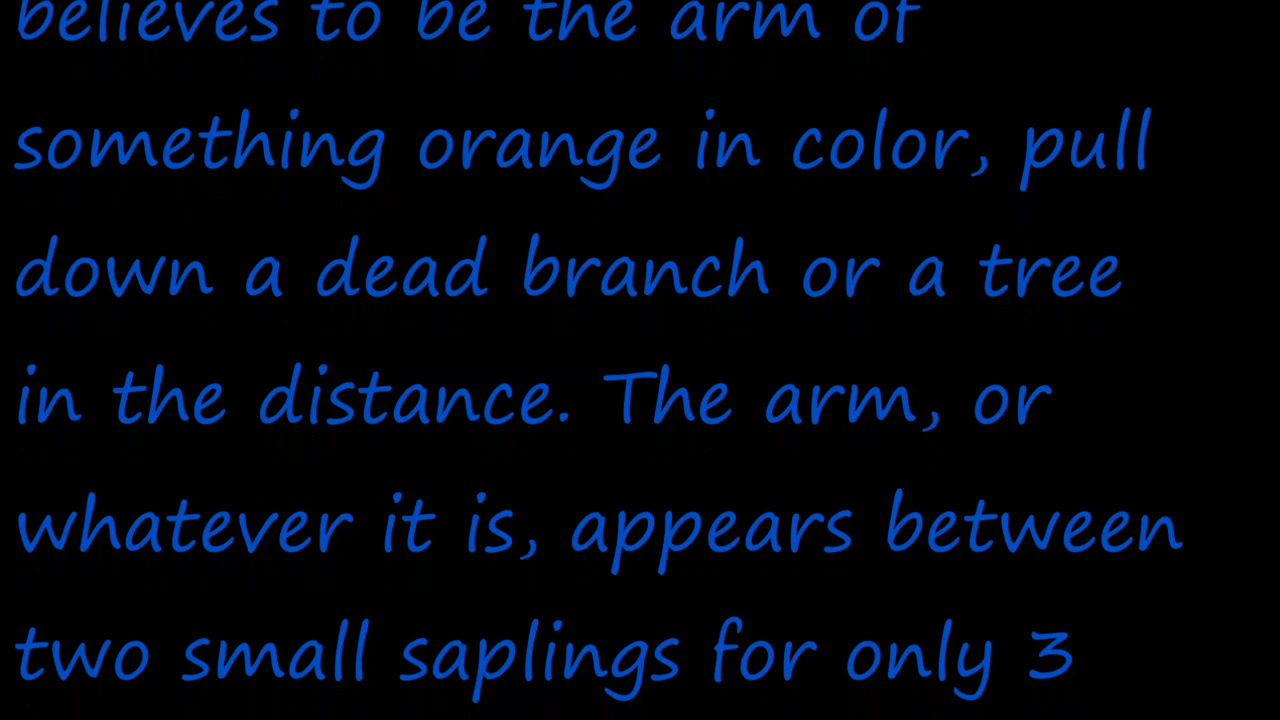 believes to be the arm of
something orange in color, pull
down a dead branch or a tree
in the distance. The arm, or
whatever it is, appears between
two small saplings for only 3